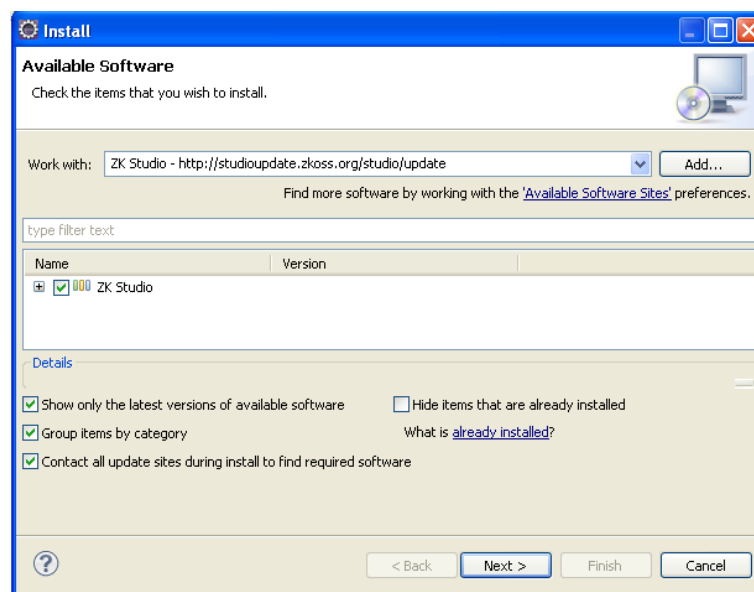 Install
Available Software
Check the items that you wish to install.
Work with: ZK Studio - http://studioupdate.zkoss.org/studio/update Add...
Find more software by working with the 'Available Software Sites' preferences.
type filter text
Name Version
ZK Studio
Details
Show only the latest versions of available software Hide items that are already installed
Group items by category What is already installed?
Contact all update sites during install to find required software
? < Back Next > Finish Cancel